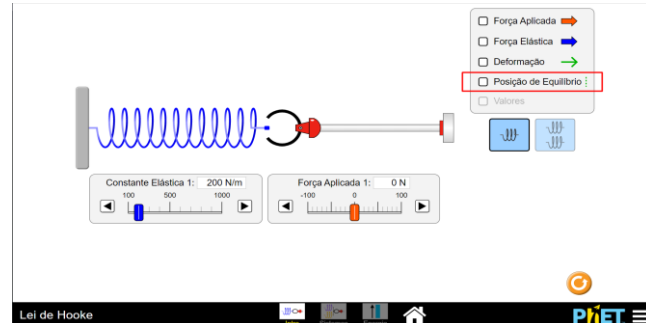 Força Aplicada
Força Elástica
Deformação
Posição de Equilíbrio
Valores
Constante Elástica 1: 200 N/m
100 500 1000
Força Aplicada 1: 0 N
-100 0 100
Lei de Hooke
PhET